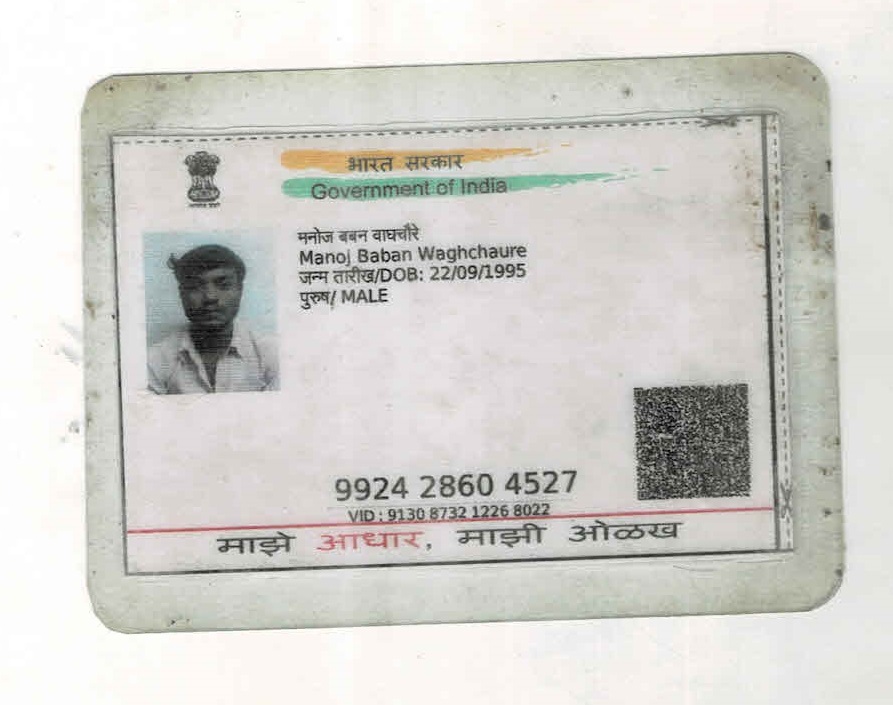 भारत सरकार
Government of India
मनोज बबन वाघचौरे
Manoj Baban Waghchaure
जन्म तारीख/DOB: 22/09/1995
पुरुष/ MALE
9924 2860 4527
VID : 9130 8732 1226 8022
माझे आधार, माझी ओळख